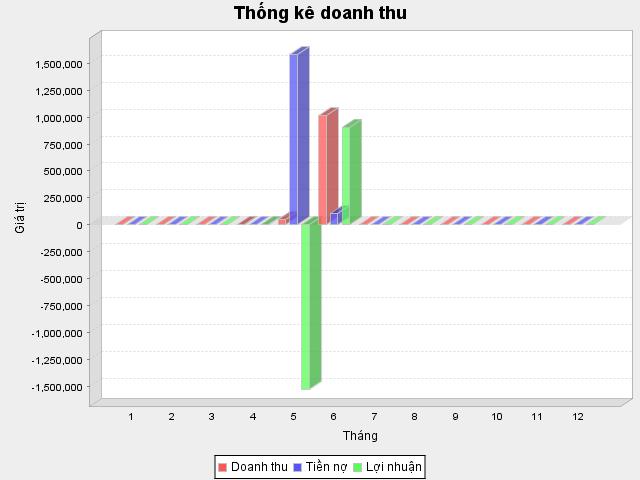 Thống kê doanh thu
1,500,000
1,250,000
1,000,000
750,000
500,000
250,000
0
-250,000
-500,000
-750,000
-1,000,000
-1,250,000
-1,500,000
Giá trị
1 2 3 4 5 6 7 8 9 10 11 12
Tháng
Doanh thu Tiền nợ Lợi nhuận